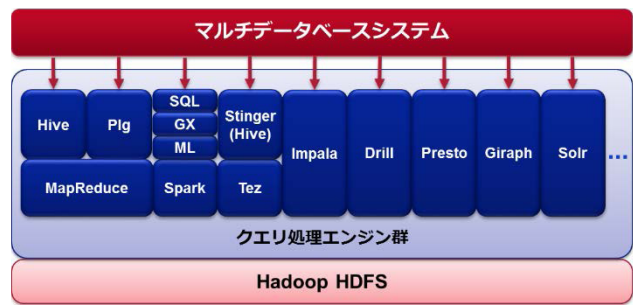 マルチデータベースシステム
Hive
Plg
SQL
GX
ML
Stinger
(Hive)
Impala
Drill
Presto
Giraph
Solr
...
MapReduce
Spark
Tez
クエリ処理エンジン群
Hadoop HDFS